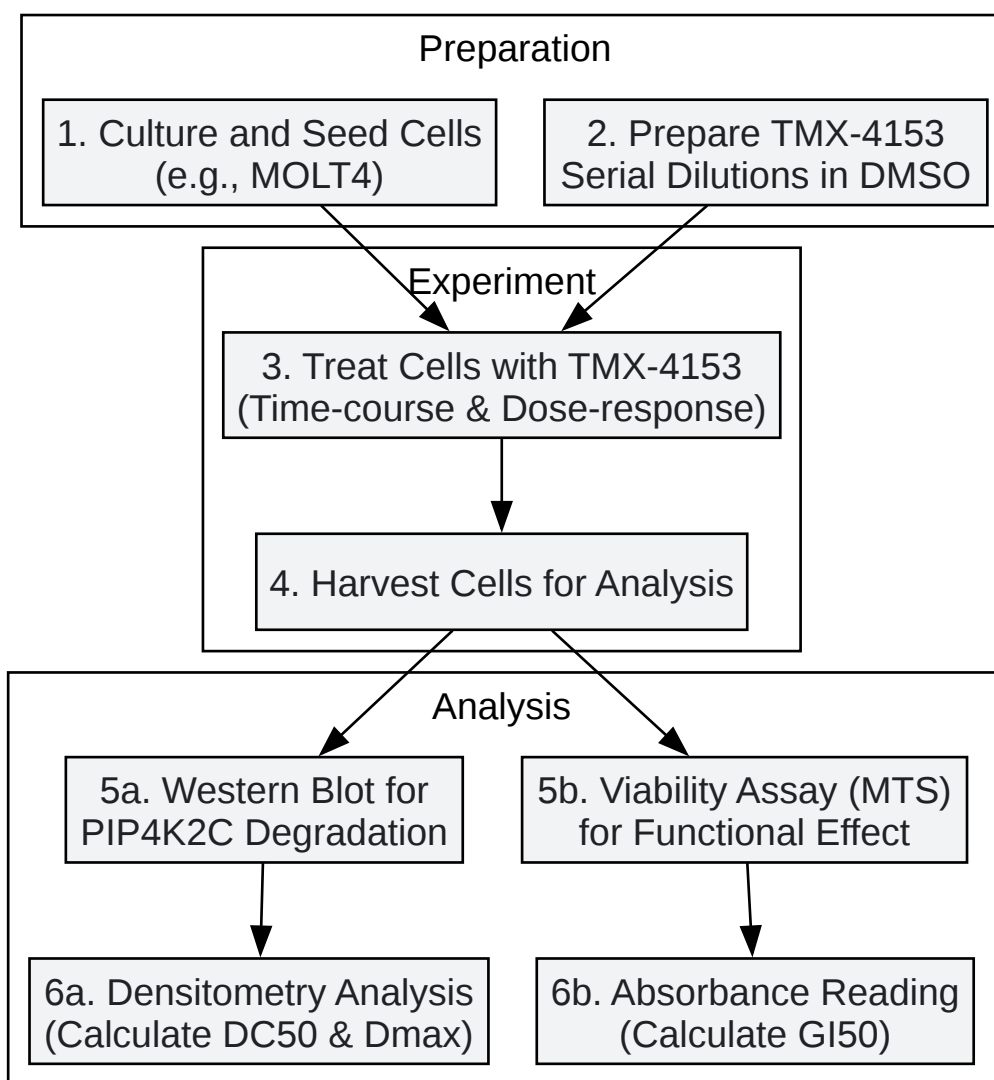 Preparation
1. Culture and Seed Cells
(e.g., MOLT4)
2. Prepare TMX-4153
Serial Dilutions in DMSO
Experiment
3. Treat Cells with TMX-4153
(Time-course & Dose-response)
4. Harvest Cells for Analysis
Analysis
5a. Western Blot for
PIP4K2C Degradation
5b. Viability Assay (MTS)
for Functional Effect
6a. Densitometry Analysis
(Calculate DC50 & Dmax)
6b. Absorbance Reading
(Calculate GI50)